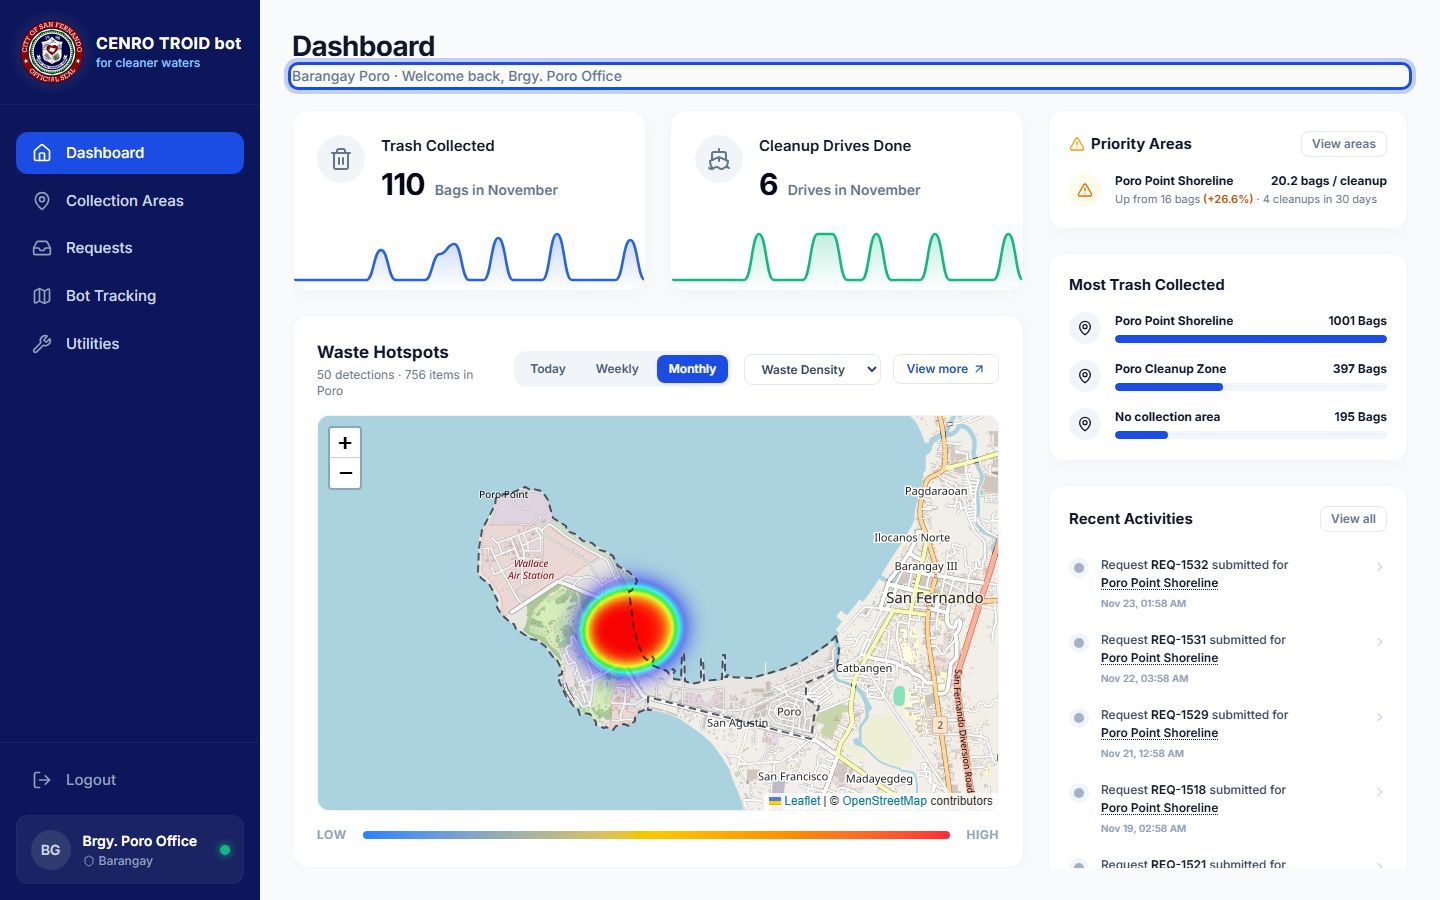 CITY OF SAN FERNANDO
OFFICIAL SEAL
CENRO TROID bot
for cleaner waters
Dashboard
Collection Areas
Requests
Bot Tracking
Utilities
Logout
BG
Brgy. Poro Office
Barangay
Dashboard
Barangay Poro · Welcome back, Brgy. Poro Office
Trash Collected
110 Bags in November
Cleanup Drives Done
6 Drives in November
Waste Hotspots
50 detections · 756 items in
Poro
Today
Weekly
Monthly
Waste Density
View more
+
−
Poro Point
Wallace
Air Station
Pagdaraoan
Ilocanos Norte
Barangay III
San Fernando
Catbangen
Poro
San Agustin
2
San Fernando Diversion Road
San Francisco
Madayegdeg
Leaflet | © OpenStreetMap contributors
LOW
HIGH
Priority Areas
View areas
Poro Point Shoreline 20.2 bags / cleanup
Up from 16 bags (+26.6%) · 4 cleanups in 30 days
Most Trash Collected
Poro Point Shoreline 1001 Bags
Poro Cleanup Zone 397 Bags
No collection area 195 Bags
Recent Activities
View all
Request REQ-1532 submitted for
Poro Point Shoreline
Nov 23, 01:58 AM
Request REQ-1531 submitted for
Poro Point Shoreline
Nov 22, 03:58 AM
Request REQ-1529 submitted for
Poro Point Shoreline
Nov 21, 12:58 AM
Request REQ-1518 submitted for
Poro Point Shoreline
Nov 19, 02:58 AM
Request REQ-1521 submitted for